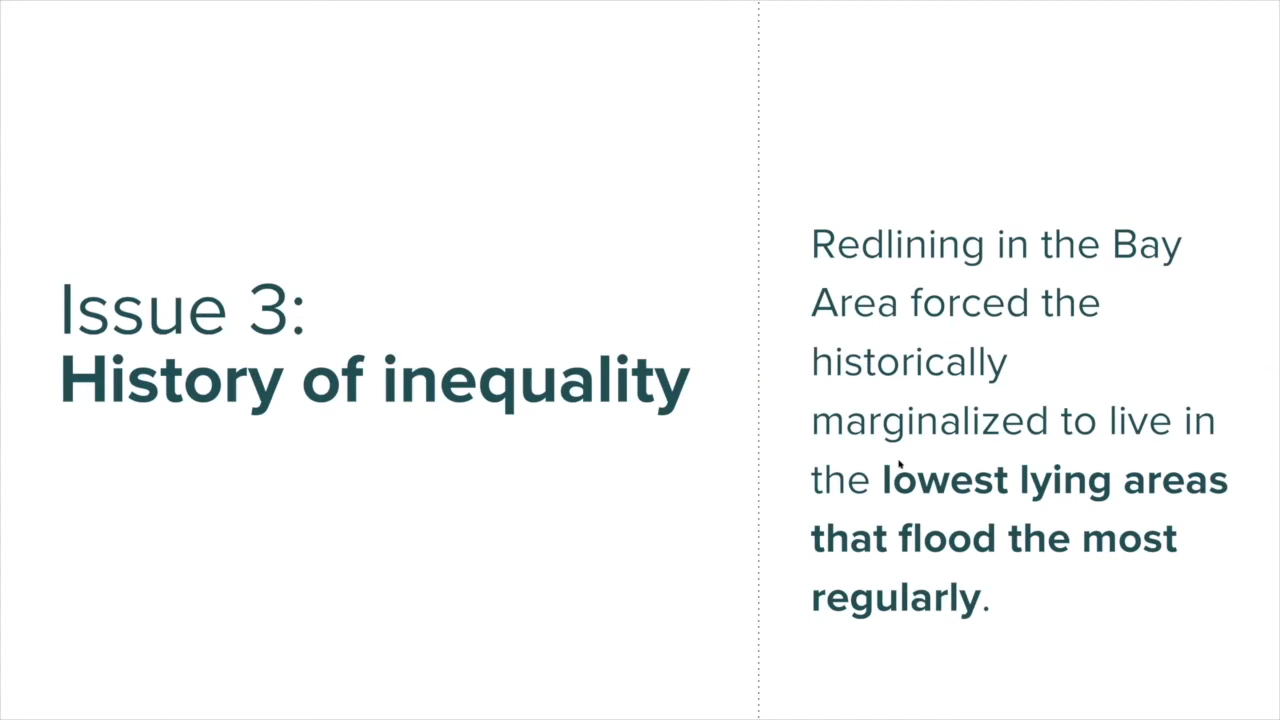 Issue 3:
History of inequality
Redlining in the Bay
Area forced the
historically
marginalized to live in
the lowest lying areas
that flood the most
regularly.